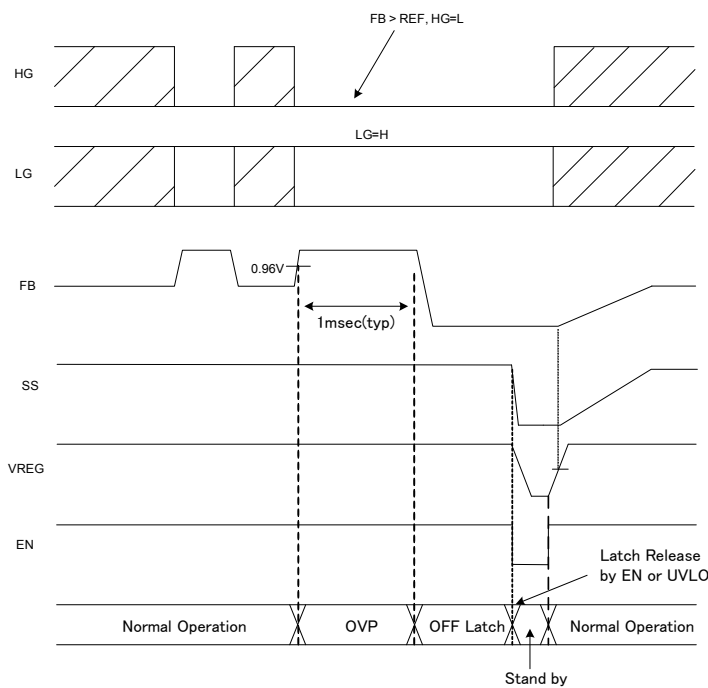 FB > REF, HG=L
HG
LG=H
LG
0.96V
FB
1msec(typ)
SS
VREG
EN
Latch Release
by EN or UVLO
Normal Operation
OVP
OFF Latch
Normal Operation
Stand by